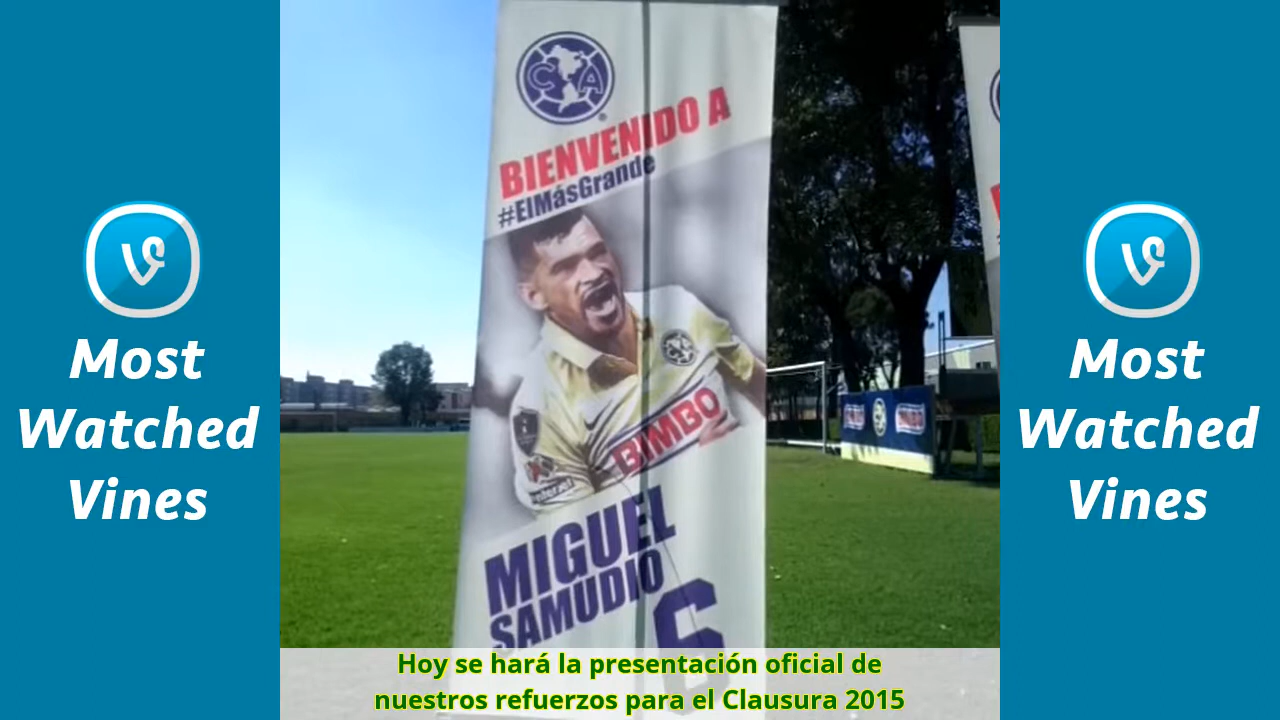 Most
Watched
Vines
CA
BIENVENIDO A
#ElMásGrande
BIMBO
MIGUEL
SAMUDIO
6
Hoy se hará la presentación oficial de
nuestros refuerzos para el Clausura 2015
Most
Watched
Vines